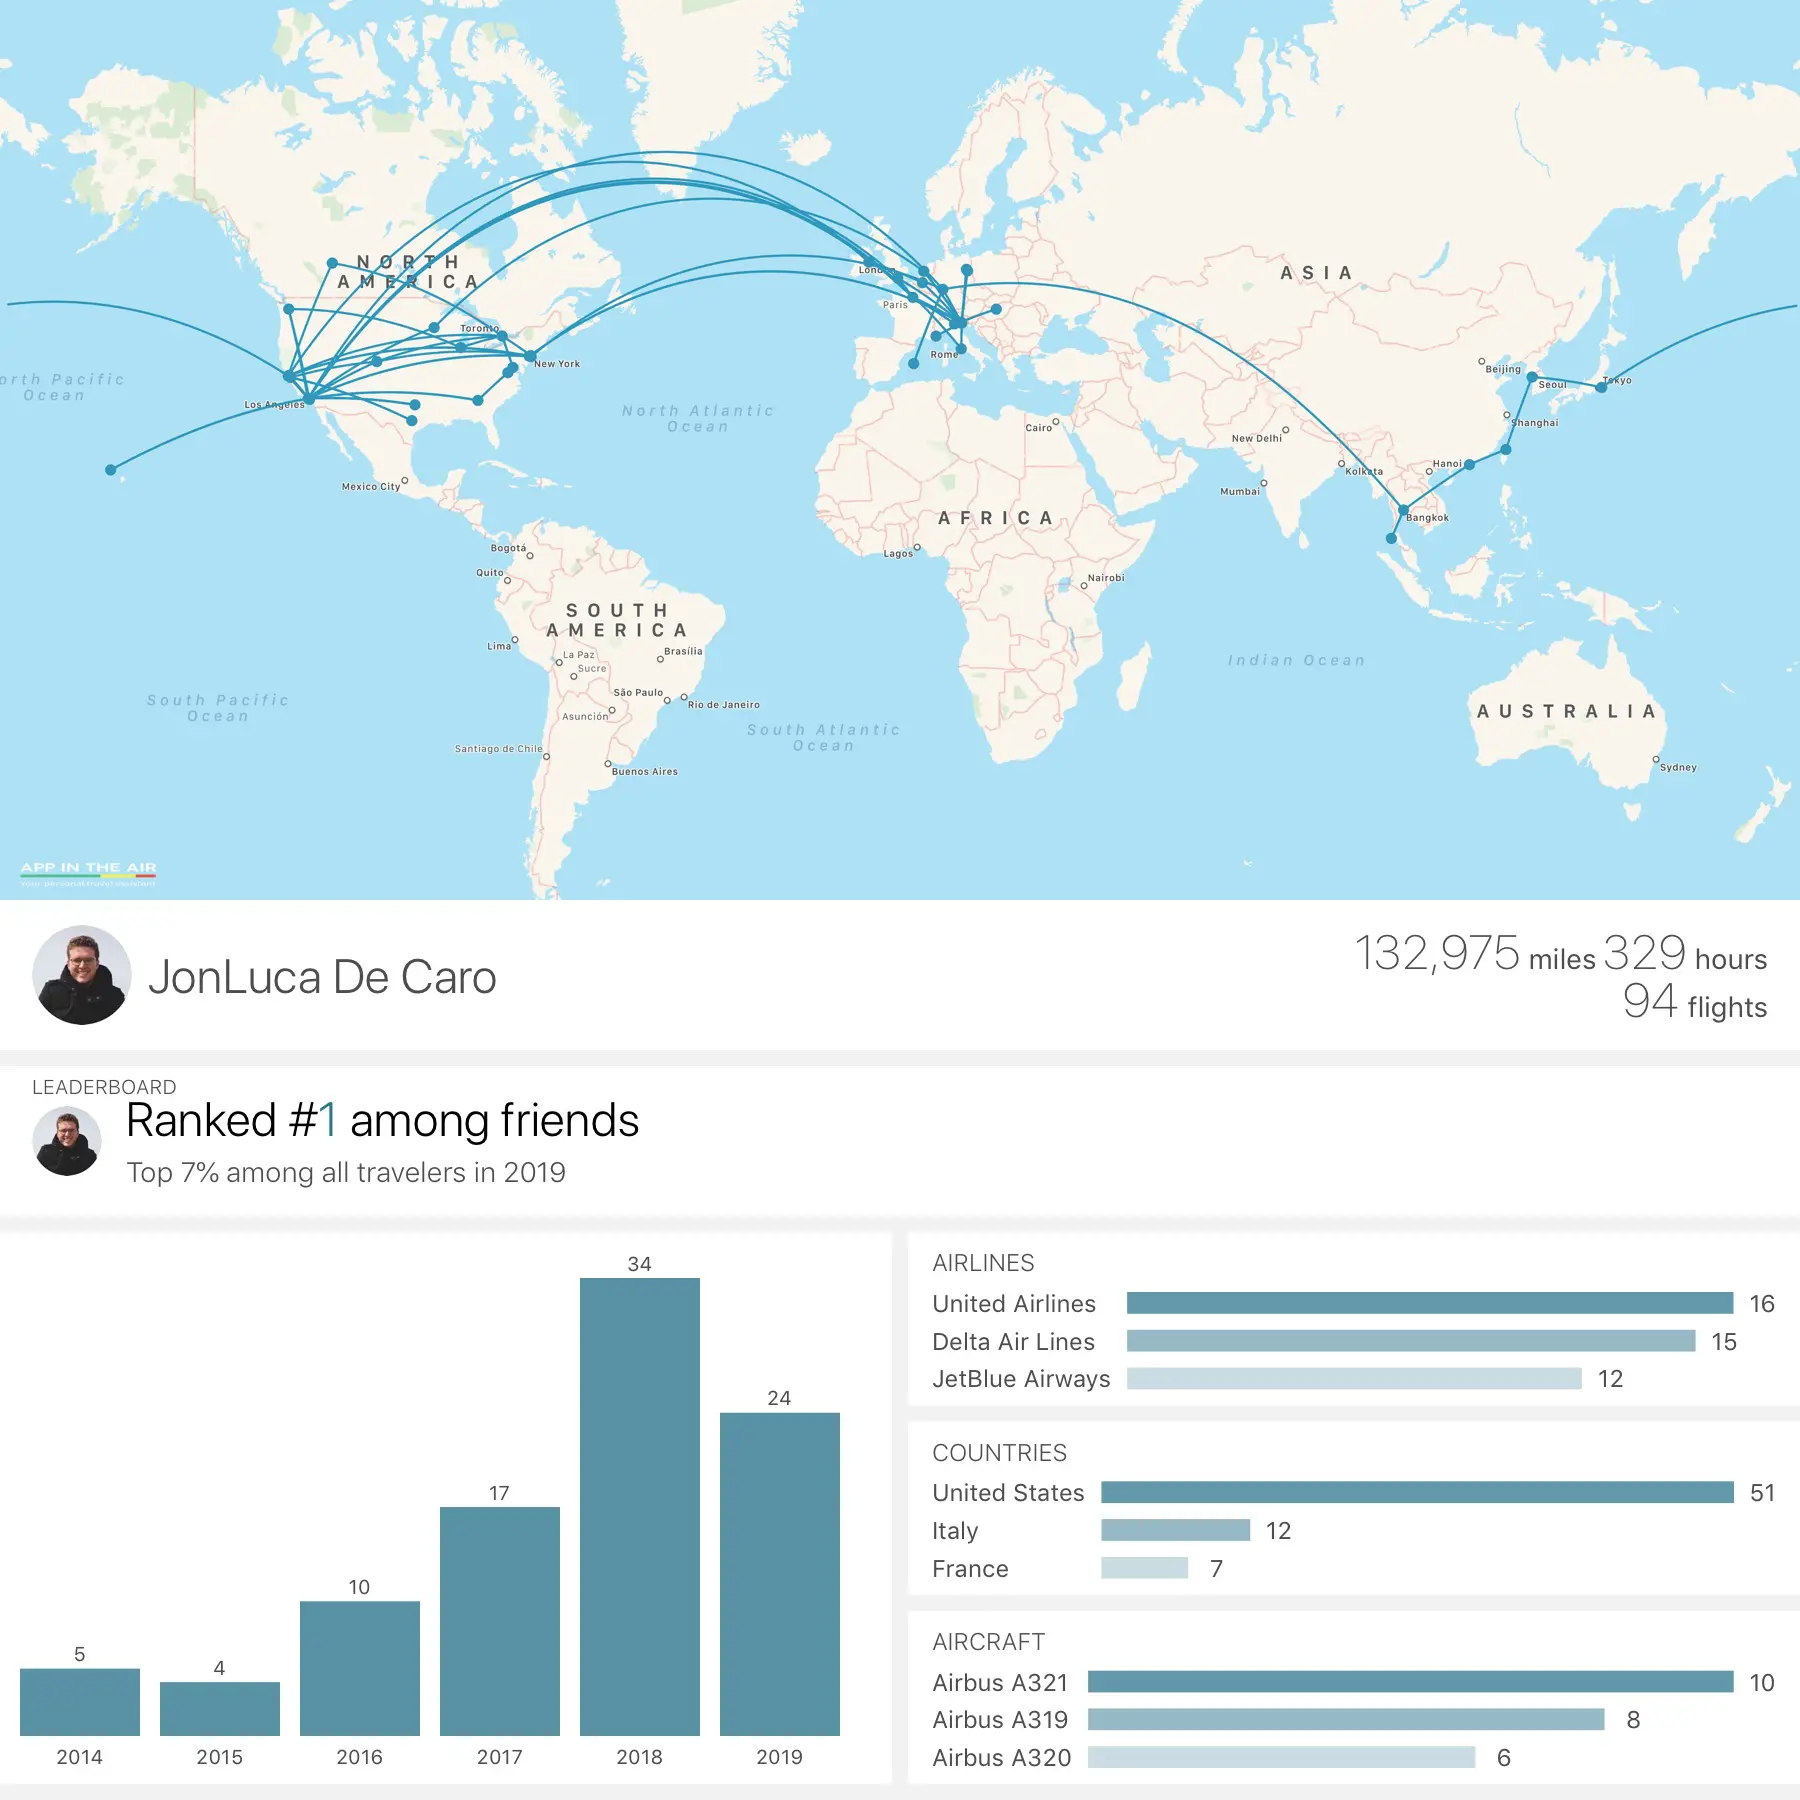 NORTH
AMERICA
London
Paris
Rome
Toronto
New York
Los Angeles
North Pacific
Ocean
North Atlantic
Ocean
Mexico City
ASIA
Beijing
Seoul
Tokyo
Shanghai
Cairo
New Delhi
Hanoi
Kolkata
Mumbai
Bangkok
AFRICA
Lagos
Nairobi
Bogotá
Quito
SOUTH
AMERICA
Lima
La Paz
Brasília
Sucre
São Paulo
Rio de Janeiro
Asunción
Santiago de Chile
Buenos Aires
South Pacific
Ocean
South Atlantic
Ocean
Indian Ocean
AUSTRALIA
Sydney
APP IN THE AIR
your personal travel assistant
JonLuca De Caro
132,975 miles 329 hours
94 flights
LEADERBOARD
Ranked #1 among friends
Top 7% among all travelers in 2019
34
24
17
10
5
4
2014 2015 2016 2017 2018 2019
AIRLINES
United Airlines 16
Delta Air Lines 15
JetBlue Airways 12
COUNTRIES
United States 51
Italy 12
France 7
AIRCRAFT
Airbus A321 10
Airbus A319 8
Airbus A320 6